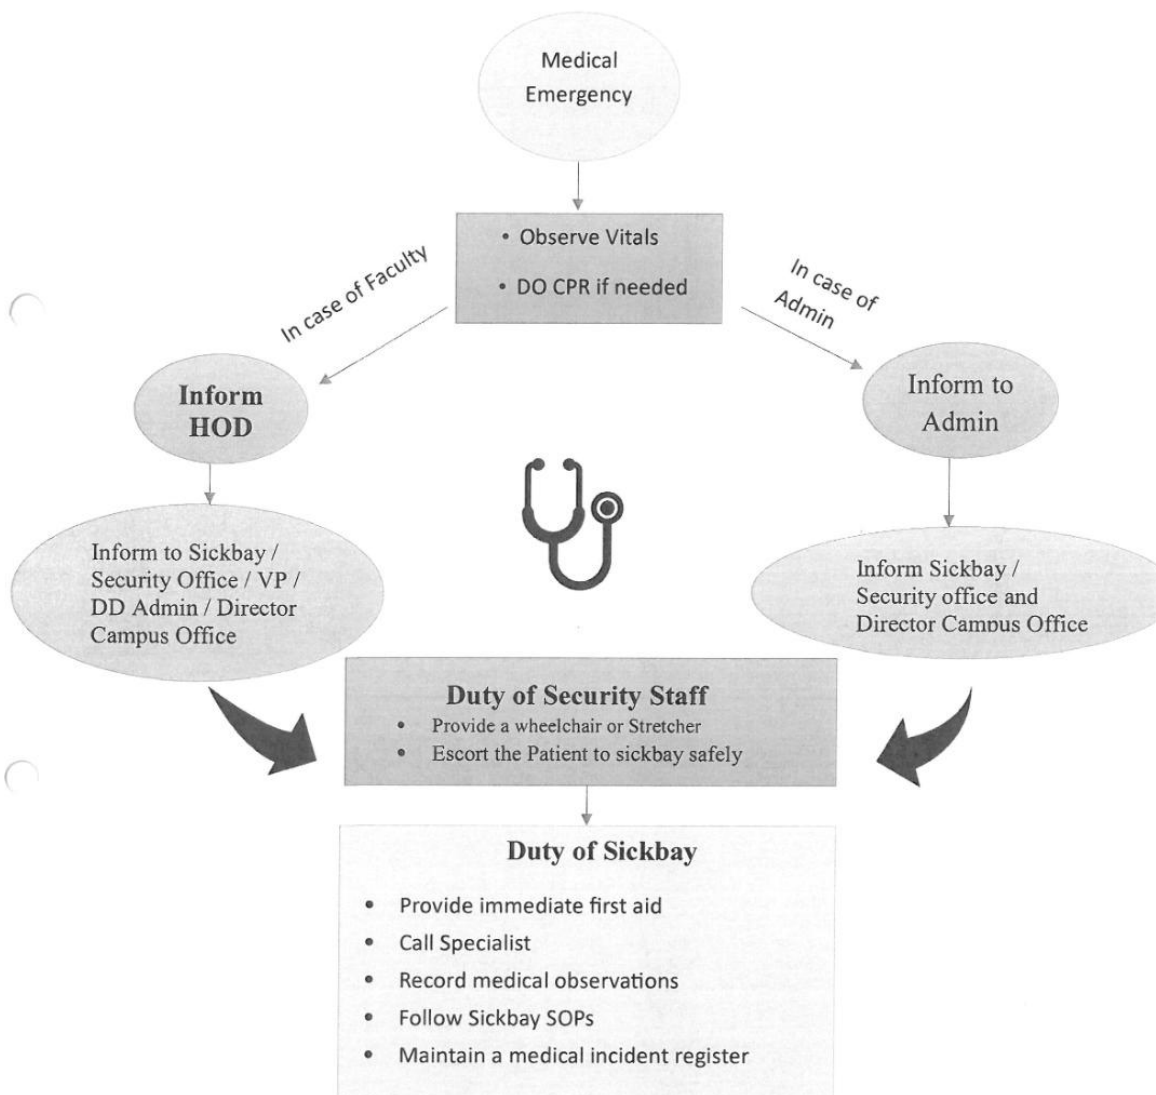 Medical
Emergency
• Observe Vitals
• DO CPR if needed
In case of Faculty
In case of
Admin
Inform
HOD
Inform to
Admin
Inform to Sickbay /
Security Office / VP /
DD Admin / Director
Campus Office
Inform Sickbay /
Security office and
Director Campus Office
Duty of Security Staff
• Provide a wheelchair or Stretcher
• Escort the Patient to sickbay safely
Duty of Sickbay
• Provide immediate first aid
• Call Specialist
• Record medical observations
• Follow Sickbay SOPs
• Maintain a medical incident register